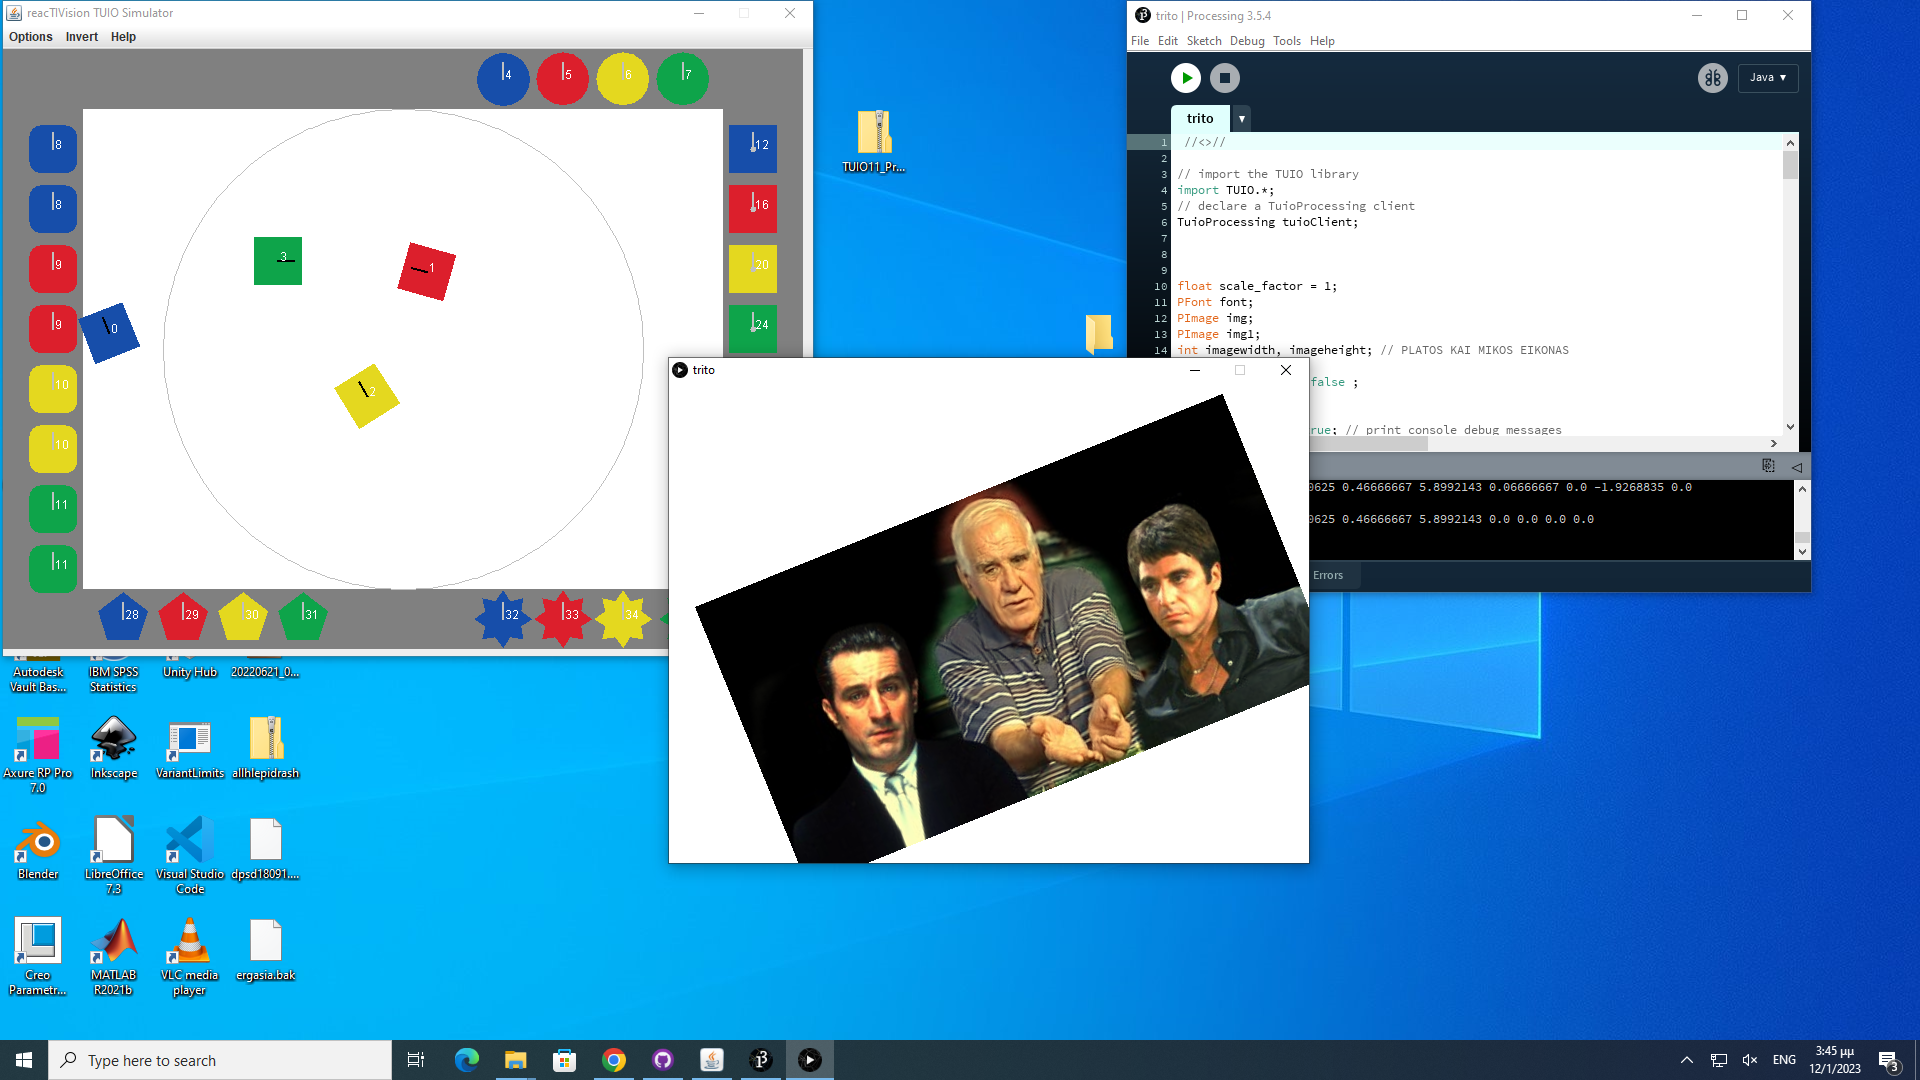 reacTIVision TUIO Simulator
Options Invert Help
4 5 6 7
8
8
9
9
10
10
11
11
12
16
20
24
3
1
0
2
28 29 30 31 32 33 34
TUIO11_Pr...
trito | Processing 3.5.4
File Edit Sketch Debug Tools Help
Java ▾
trito ▾
1 //<>//
2
3 // import the TUIO library
4 import TUIO.*;
5 // declare a TuioProcessing client
6 TuioProcessing tuioClient;
7
8
9
10 float scale_factor = 1;
11 PFont font;
12 PImage img;
13 PImage img1;
14 int imagewidth, imageheight; // PLATOS KAI MIKOS EIKONAS
false ;
rue; // print console debug messages
0625 0.46666667 5.8992143 0.06666667 0.0 -1.9268835 0.0
0625 0.46666667 5.8992143 0.0 0.0 0.0 0.0
Errors
trito
Autodesk Vault Bas...
IBM SPSS Statistics
Unity Hub
20220621_0...
Axure RP Pro 7.0
Inkscape
VariantLimits
allhlepidrash
Blender
LibreOffice 7.3
Visual Studio Code
dpsd18091....
Creo Parametr...
MATLAB R2021b
VLC media player
ergasia.bak
Type here to search
ENG
3:45 μμ
12/1/2023
3